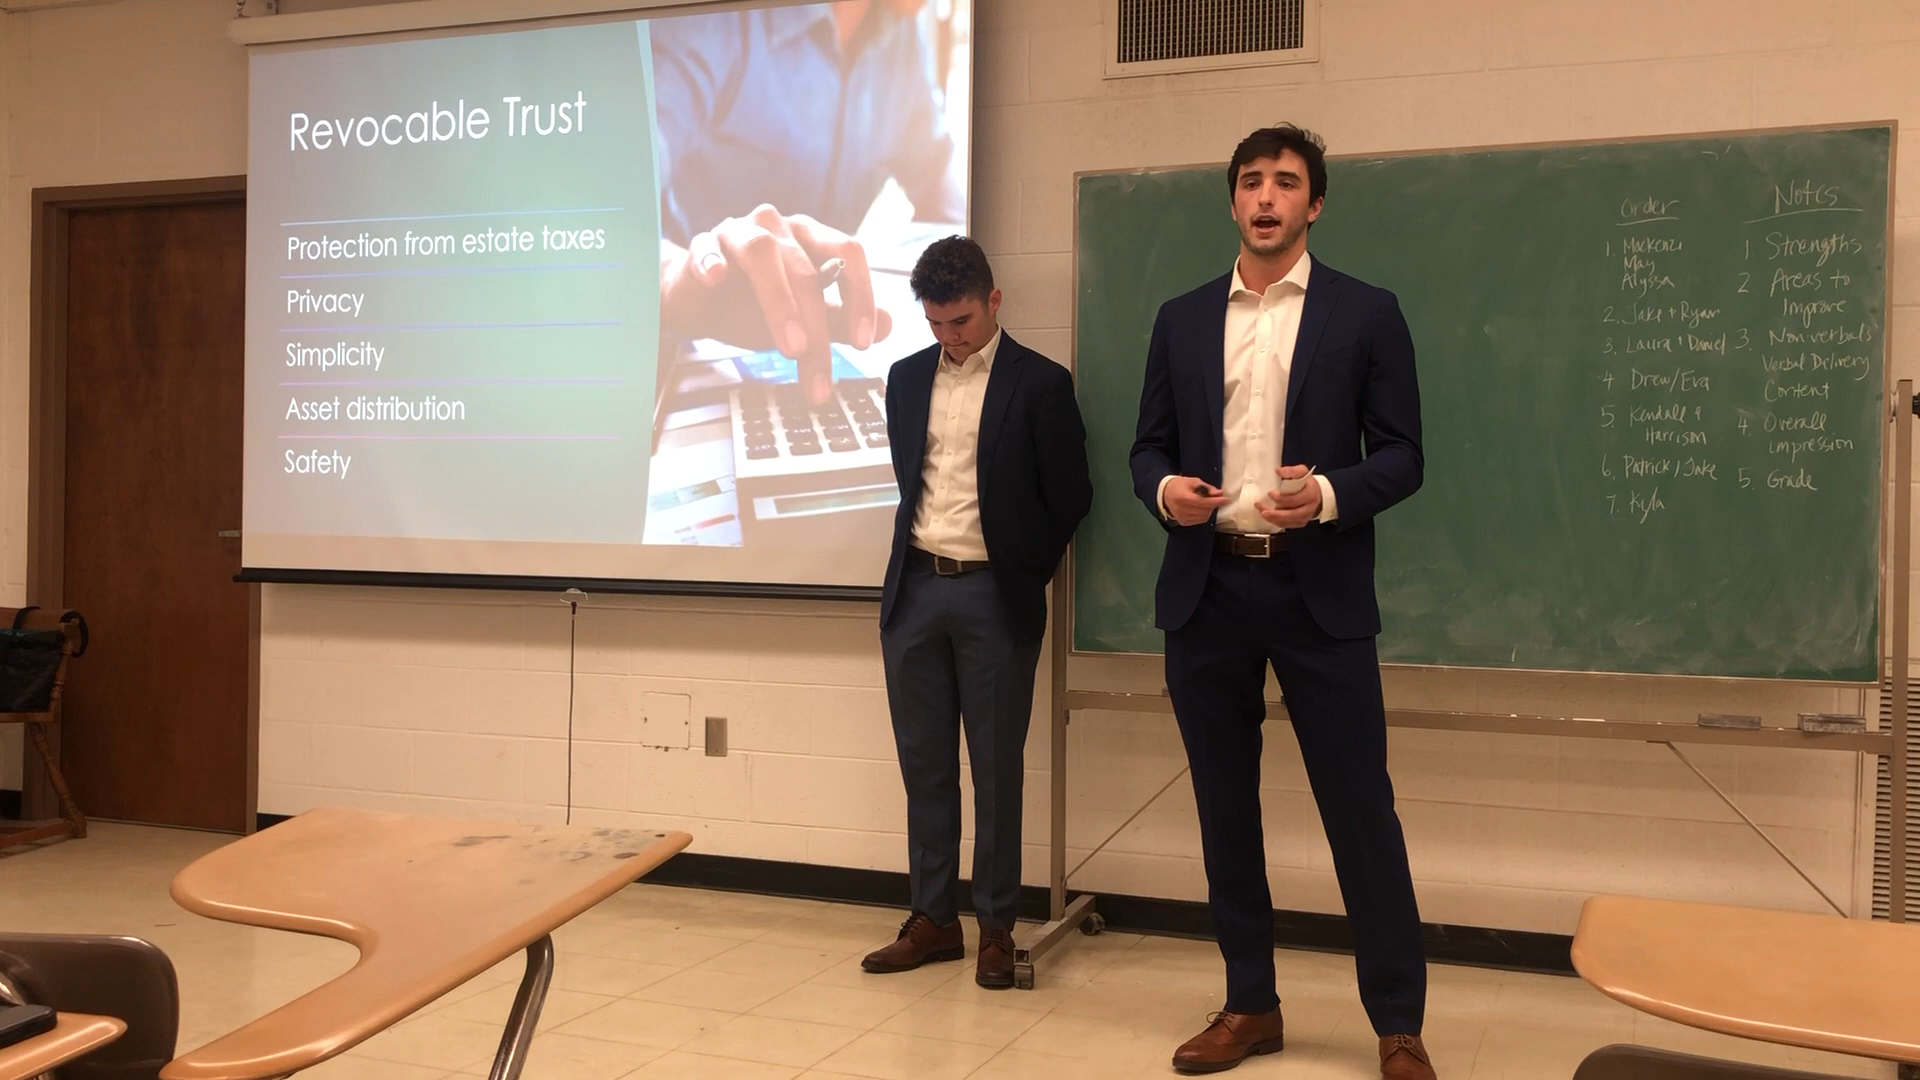 Revocable Trust
Protection from estate taxes
Privacy
Simplicity
Asset distribution
Safety
Order
1. Mackenzi
May
Alyssa
2. Jake + Ryan
3. Laura + Daniel
4 Drew/Eva
5. Kendall &
Harrison
6. Patrick/Jake
7. Kyla
Notes
1 Strengths
2 Areas to
Improve
3. Nonverbals
Verbal Delivery
Content
4. Overall
impression
5. Grade